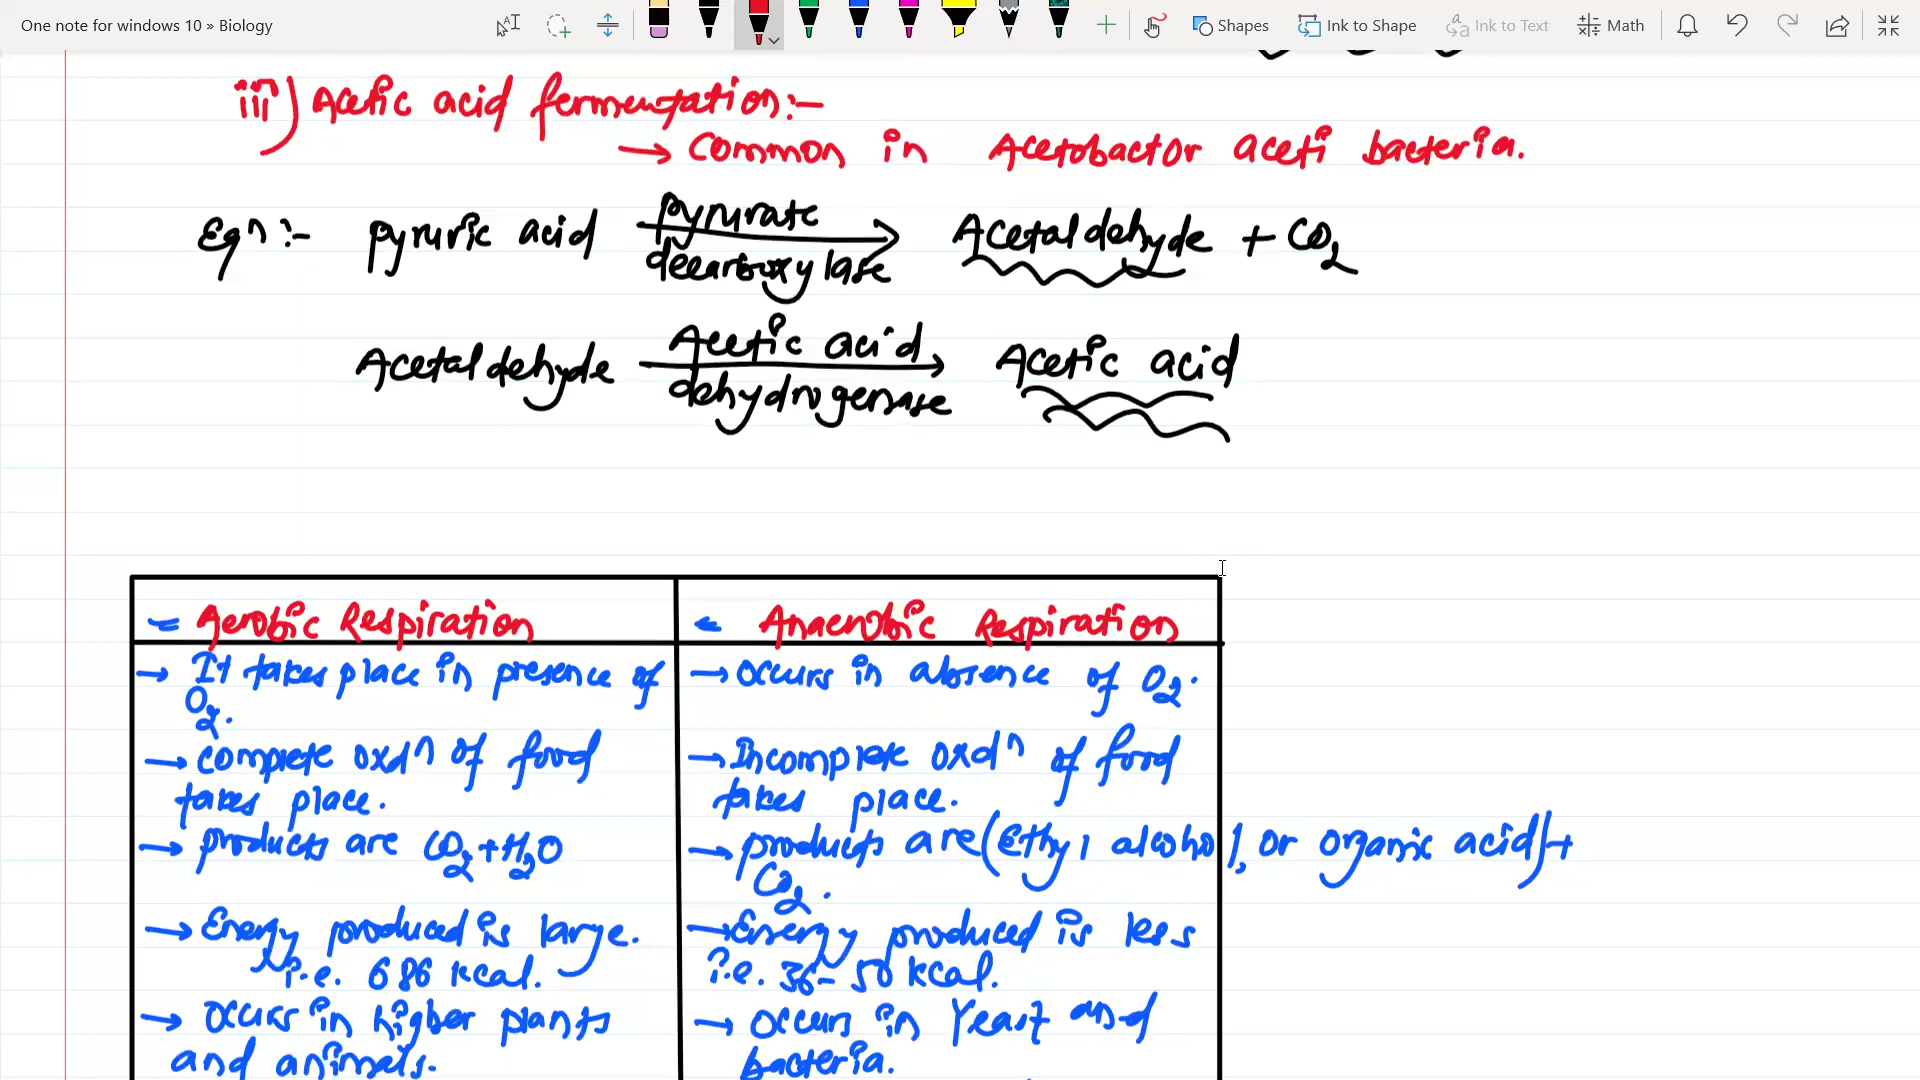 One note for windows 10 » Biology
Shapes
Ink to Shape
Ink to Text
Math
iii) Acetic acid fermentation:-
→ Common in Acetobactor aceti bacteria.
Eqn :- pyruvic acid pyruvate decarboxylase → Acetaldehyde + CO2
Acetaldehyde Acetic acid dehydrogenase → Acetic acid
Aerobic Respiration
→ It takes place in presence of
O2.
→ complete oxdn of food
takes place.
→ products are CO2+H2O
→ Energy produced is large.
i.e. 686 kcal.
→ occurs in higher plants
and animals.
Anaerobic Respiration
→ occurs in absence of O2.
→ Incomplete oxdn of food
takes place.
→ products are (Ethyl alcohol, or organic acid)+
CO2.
→ Energy produced is less
i.e. 36-50 kcal.
→ occurs in Yeast and
bacteria.